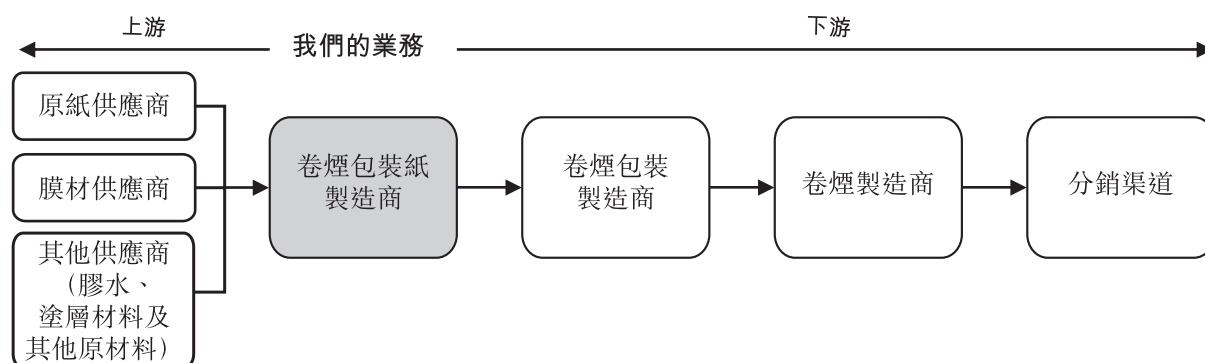 上游
我們的業務
下游
原紙供應商
膜材供應商
其他供應商
（膠水、
塗層材料及
其他原材料）
卷煙包裝紙
製造商
卷煙包裝
製造商
卷煙製造商
分銷渠道